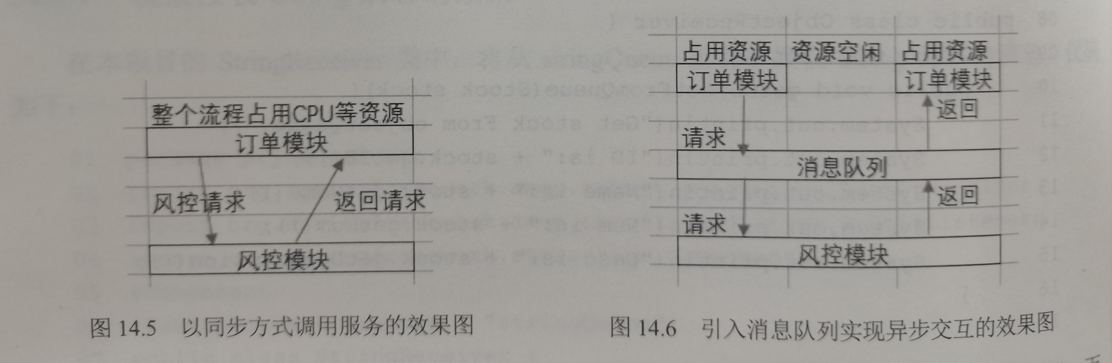 整个流程占用CPU等资源
订单模块
风控请求
返回请求
风控模块
图 14.5 以同步方式调用服务的效果图
占用资源
资源空闲
占用资源
订单模块
订单模块
返回
请求
消息队列
返回
请求
风控模块
图 14.6 引入消息队列实现异步交互的效果图